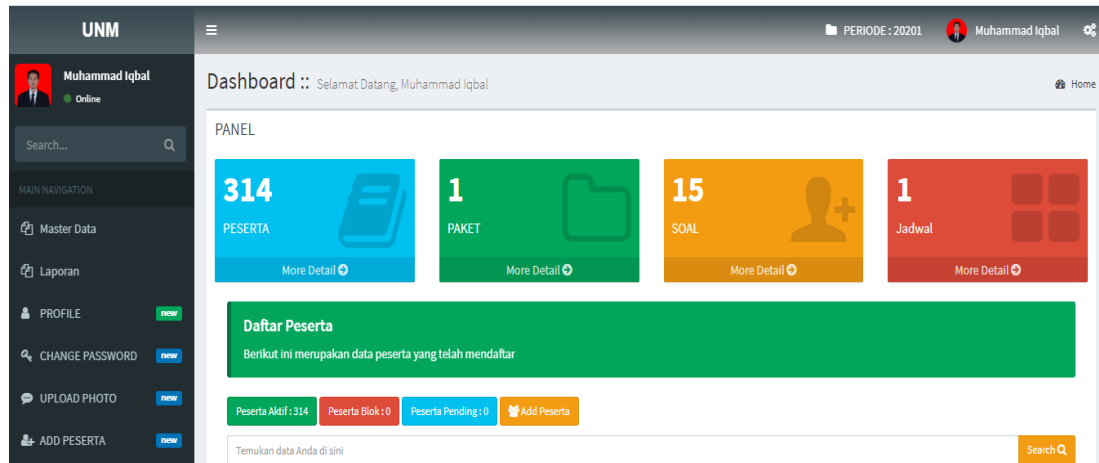 UNM
PERIODE : 20201
Muhammad Iqbal
Muhammad Iqbal
Online
Search...
MAIN NAVIGATION
Master Data
Laporan
PROFILE new
CHANGE PASSWORD new
UPLOAD PHOTO new
ADD PESERTA new
Dashboard :: Selamat Datang, Muhammad Iqbal
Home
PANEL
314
PESERTA
More Detail
1
PAKET
More Detail
15
SOAL
More Detail
1
Jadwal
More Detail
Daftar Peserta
Berikut ini merupakan data peserta yang telah mendaftar
Peserta Aktif : 314 Peserta Blok : 0 Peserta Pending : 0 Add Peserta
Temukan data Anda di sini Search